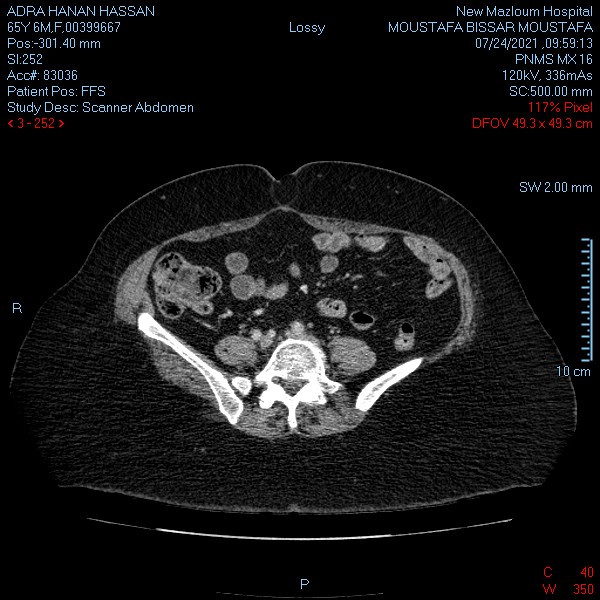 ADRA HANAN HASSAN
65Y 6M,F,00399667
Pos:-301.40 mm
SI:252
Acc#: 83036
Patient Pos: FFS
Study Desc: Scanner Abdomen
< 3 - 252 >
Lossy
New Mazloum Hospital
MOUSTAFA BISSAR MOUSTAFA
07/24/2021 ,09:59:13
PNMS MX 16
120kV, 336mAs
SC:500.00 mm
117% Pixel
DFOV 49.3 x 49.3 cm
SW 2.00 mm
R
10 cm
P
C 40
W 350